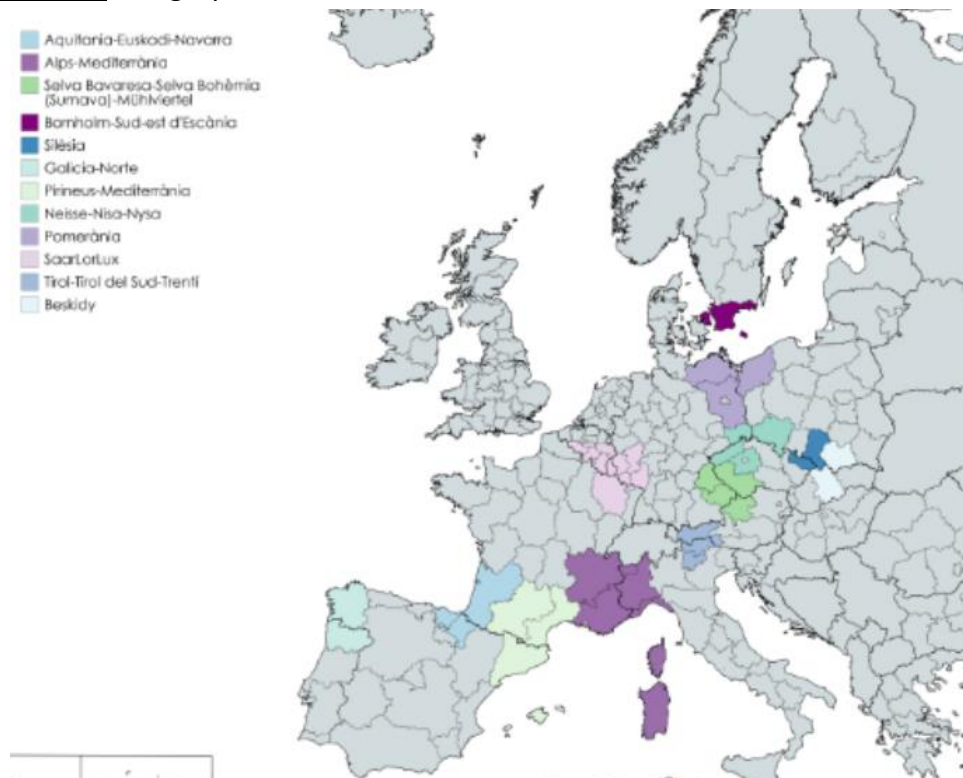 Aquitania-Euskadi-Navarra
Alps-Mediterrània
Selva Bavaresa-Selva Bohèmia
(Sumava)-Mühlviertel
Bornholm-Sud-est d'Escània
Silèsia
Galicia-Norte
Pirineus-Mediterrània
Neisse-Nisa-Nysa
Pomerània
SaarLorLux
Tirol-Tirol del Sud-Trentí
Beskidy